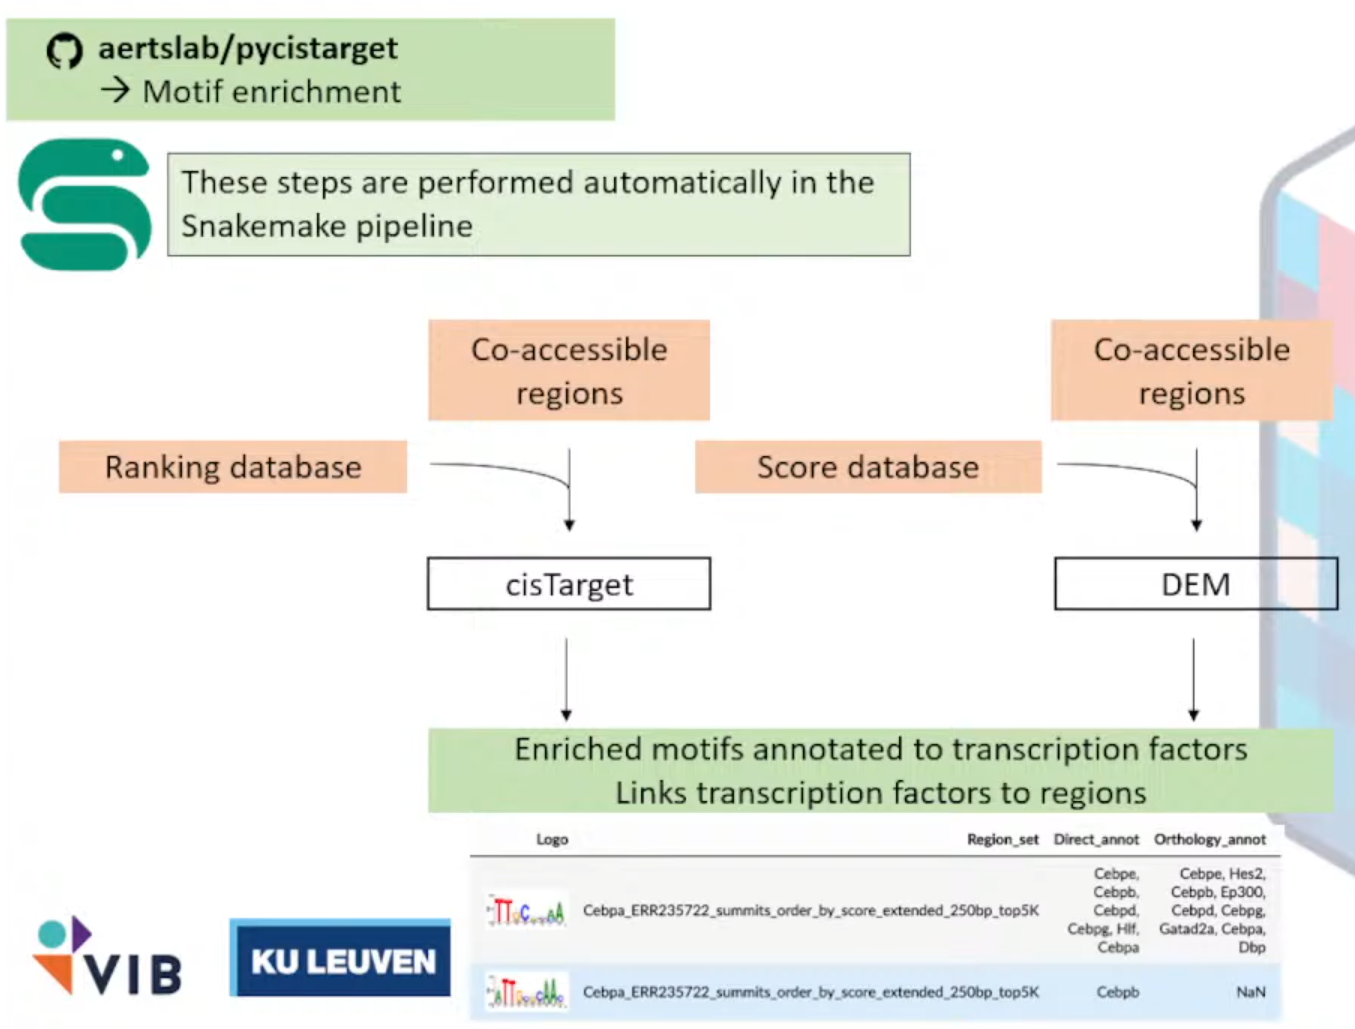 aertslab/pycistarget
→ Motif enrichment
These steps are performed automatically in the
Snakemake pipeline
Co-accessible
regions
Co-accessible
regions
Ranking database
Score database
cisTarget
DEM
Enriched motifs annotated to transcription factors
Links transcription factors to regions
Logo Region_set Direct_annot Orthology_annot
Cebpa_ERR235722_summits_order_by_score_extended_250bp_top5K
Cebpe,
Cebpb,
Cebpd,
Cebpg, Hlf,
Cebpa
Cebpe, Hes2,
Cebpb, Ep300,
Cebpd, Cebpg,
Gatad2a, Cebpa,
Dbp
Cebpa_ERR235722_summits_order_by_score_extended_250bp_top5K Cebpb NaN
VIB
KU LEUVEN